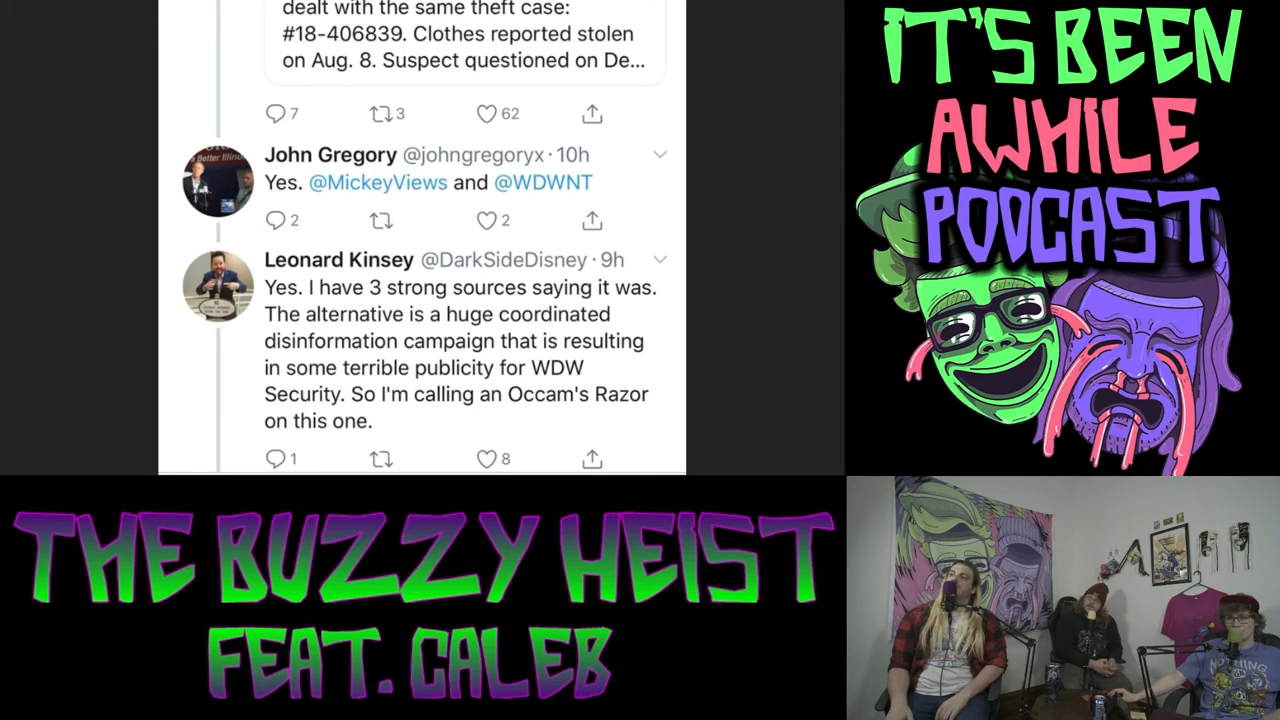 dealt with the same theft case:
#18-406839. Clothes reported stolen
on Aug. 8. Suspect questioned on De...
7 3 62
John Gregory @johngregoryx · 10h
Yes. @MickeyViews and @WDWNT
2 2
Leonard Kinsey @DarkSideDisney · 9h
Yes. I have 3 strong sources saying it was.
The alternative is a huge coordinated
disinformation campaign that is resulting
in some terrible publicity for WDW
Security. So I'm calling an Occam's Razor
on this one.
1 8
IT'S BEEN
AWHILE
PODCAST
THE BUZZY HEIST
FEAT. CALEB
NOTHING